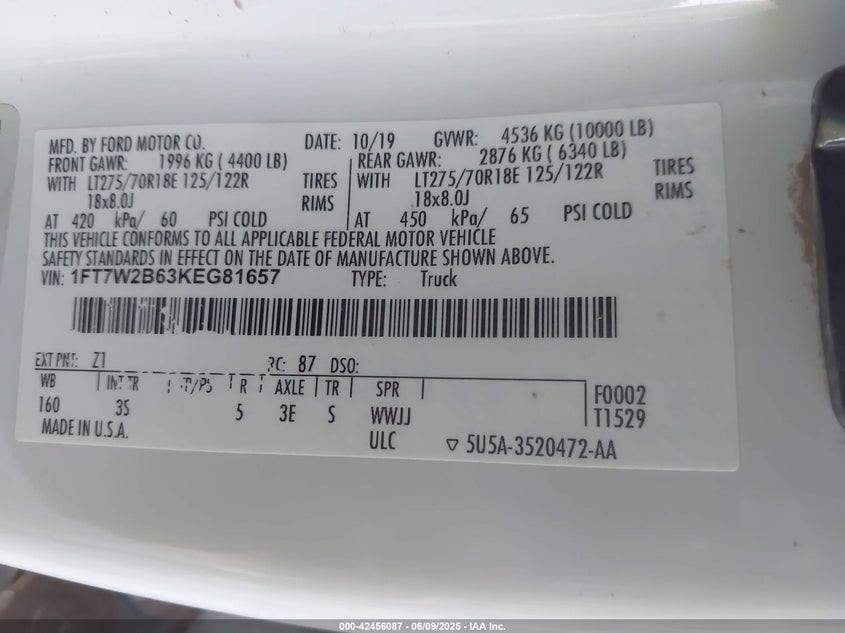 MFD. BY FORD MOTOR CO. DATE: 10/19 GVWR: 4536 KG (10000 LB)
FRONT GAWR: 1996 KG ( 4400 LB) REAR GAWR: 2876 KG ( 6340 LB)
WITH LT275/70R18E 125/122R TIRES WITH LT275/70R18E 125/122R TIRES
18x8.0J RIMS 18x8.0J RIMS
AT 420 kPa/ 60 PSI COLD AT 450 kPa/ 65 PSI COLD
THIS VEHICLE CONFORMS TO ALL APPLICABLE FEDERAL MOTOR VEHICLE
SAFETY STANDARDS IN EFFECT ON THE DATE OF MANUFACTURE SHOWN ABOVE.
VIN: 1FT7W2B63KEG81657 TYPE: Truck
EXT PNT: Z1 RC: 87 DSO:
WB INT TR TP/PS R AXLE TR SPR F0002
160 3S 5 3E S WWJJ T1529
MADE IN U.S.A. ULC ▽ 5U5A-3520472-AA
000-42456087 | 06/09/2025 - IAA Inc.